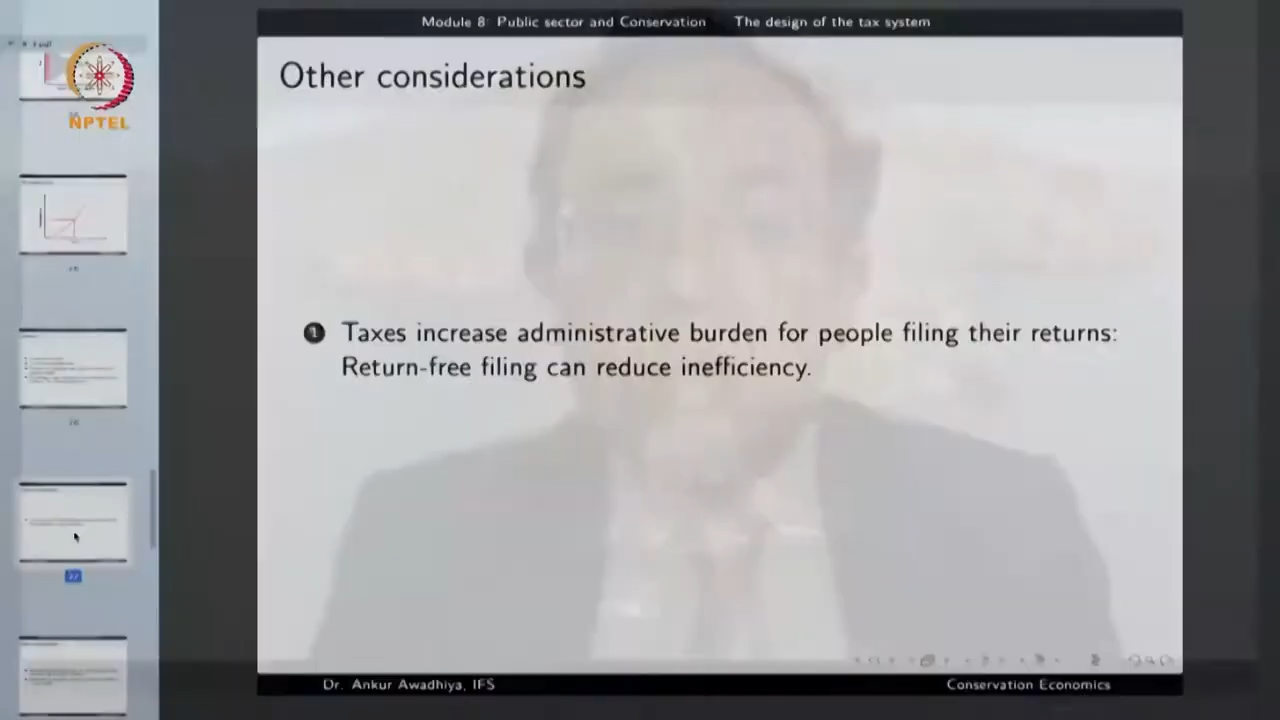 Module 8: Public sector and Conservation The design of the tax system
NPTEL
Other considerations
1 Taxes increase administrative burden for people filing their returns:
Return-free filing can reduce inefficiency.
Dr. Ankur Awadhiya, IFS Conservation Economics